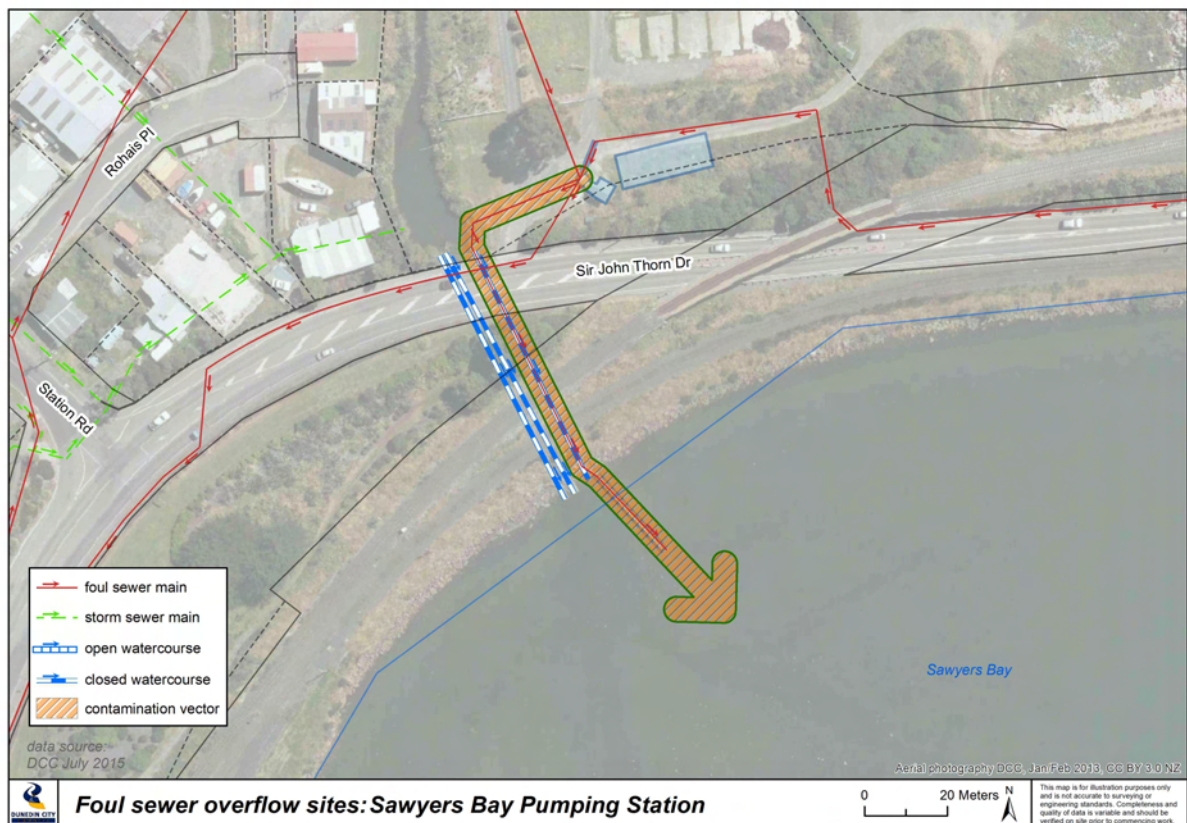 Rohais Pl
Sir John Thorn Dr
Station Rd
foul sewer main
storm sewer main
open watercourse
closed watercourse
contamination vector
Sawyers Bay
data source:
DCC July 2015
Aerial photography DCC, Jan/Feb 2013, CC BY 3.0 NZ
DUNEDIN CITY
Foul sewer overflow sites: Sawyers Bay Pumping Station
0 20 Meters N
This map is for illustration purposes only
and is not accurate to surveying or
engineering standards. Completeness and
quality of data is variable and should be
verified on site prior to commencing work.